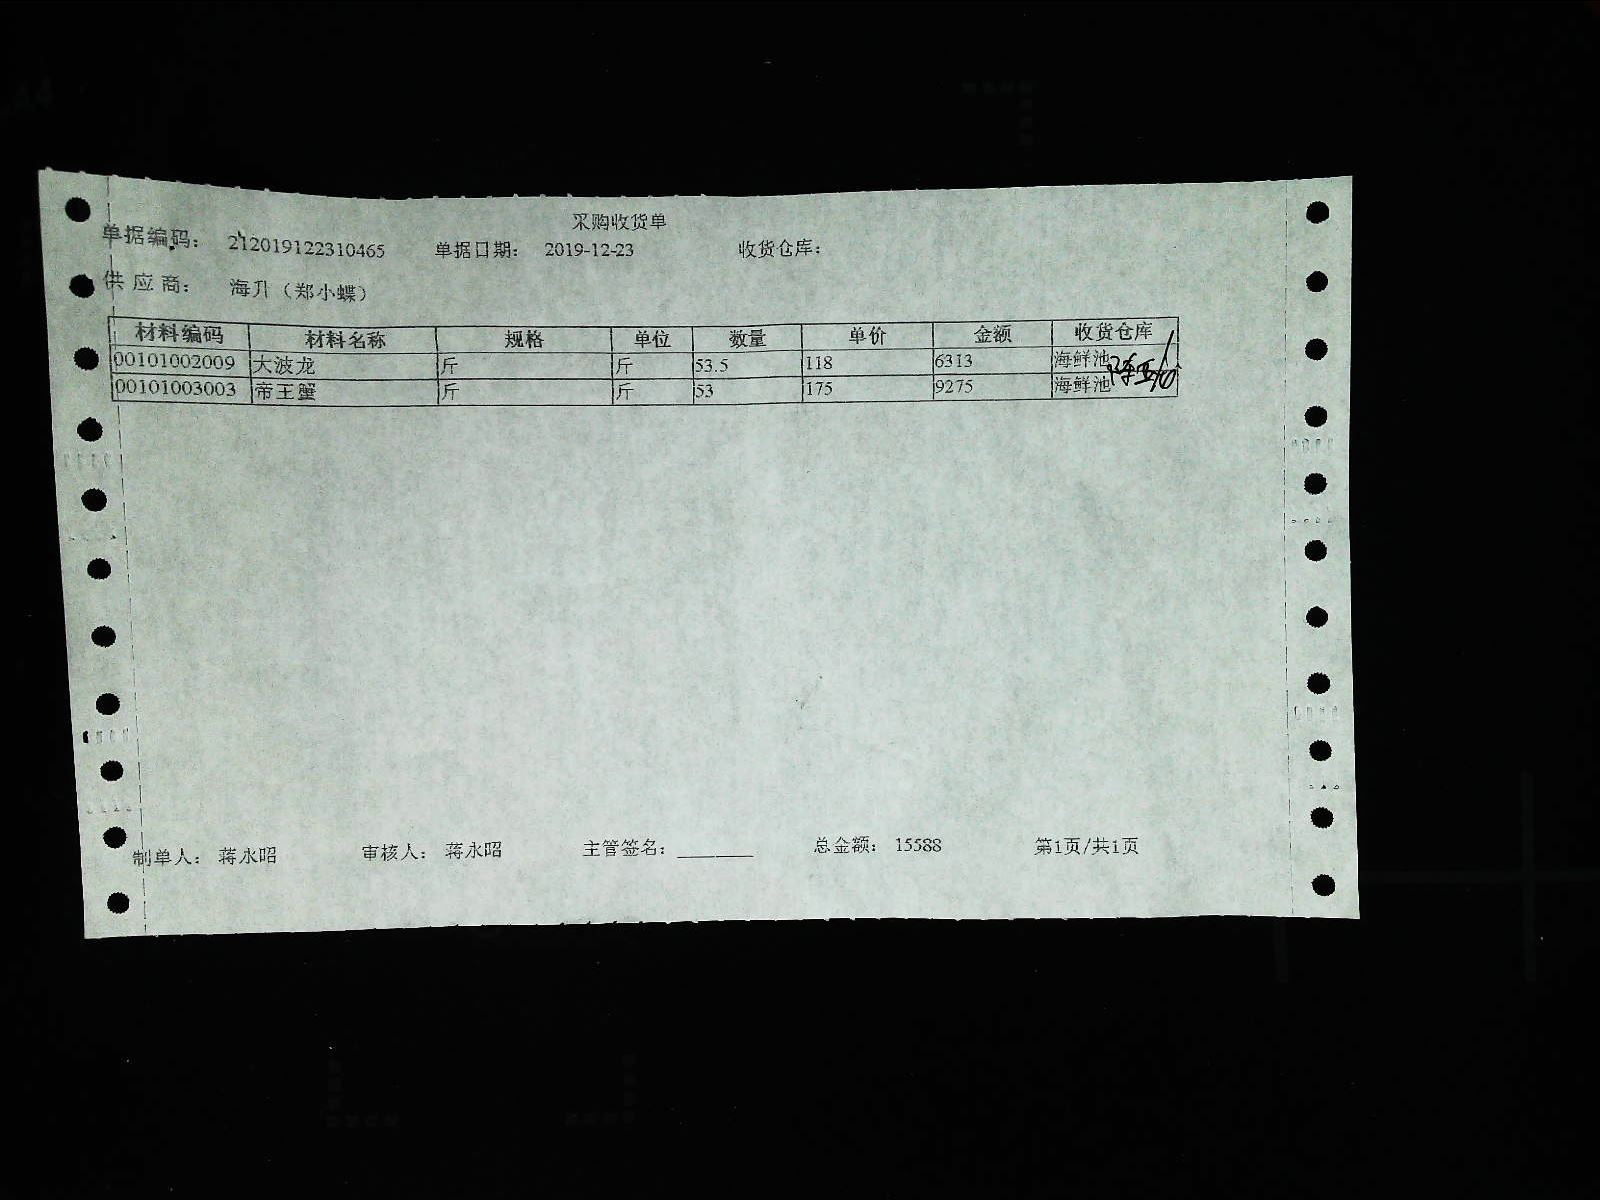 采购收货单
单据编码： 212019122310465 单据日期： 2019-12-23 收货仓库：
供应商： 海升（郑小蝶）
材料编码 材料名称 规格 单位 数量 单价 金额 收货仓库
00101002009 大波龙 斤 斤 53.5 118 6313 海鲜池
00101003003 帝王蟹 斤 斤 53 175 9275 海鲜池
制单人： 蒋永昭 审核人： 蒋永昭 主管签名：________ 总金额： 15588 第1页/共1页